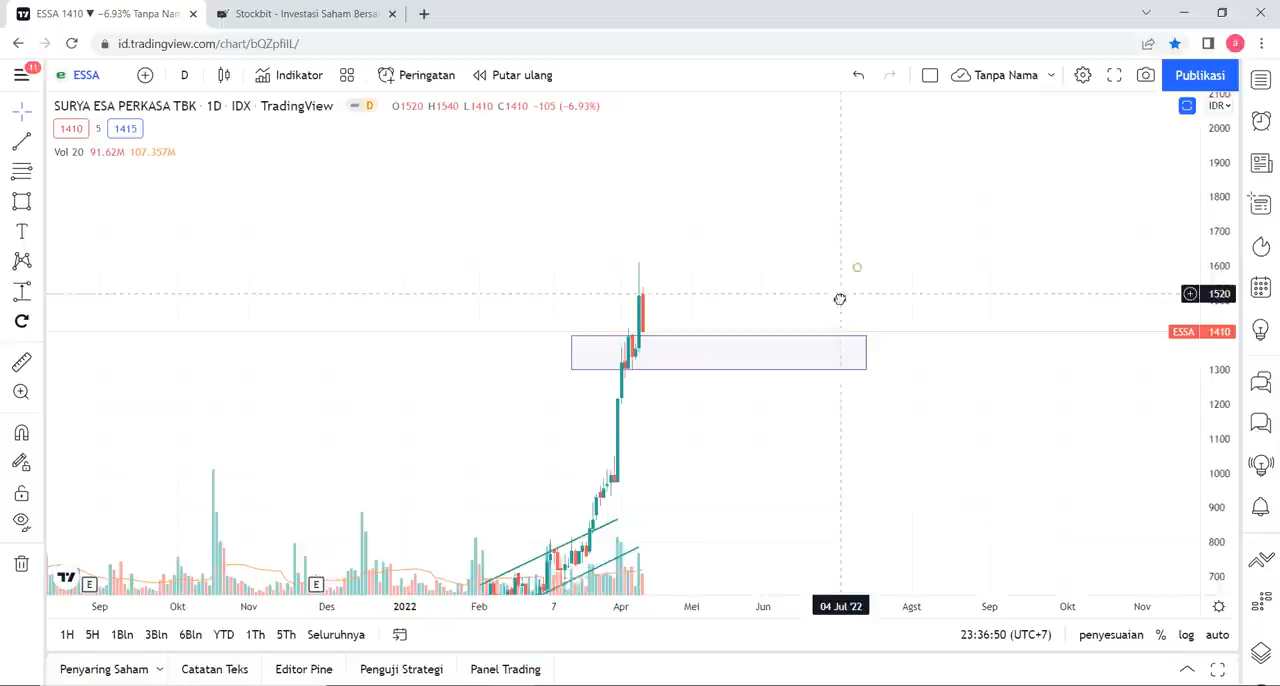 ESSA 1410 ▼ −6.93% Tanpa Nam
Stockbit - Investasi Saham Bersa
id.tradingview.com/chart/bQZpfiIL/
a
11
ESSA
D
Indikator
Peringatan
Putar ulang
Tanpa Nama
Publikasi
SURYA ESA PERKASA TBK · 1D · IDX · TradingView
D
O1520 H1540 L1410 C1410 -105 (-6.93%)
1410 5 1415
Vol 20 91.62M 107.357M
IDR
2000
1900
1800
1700
1600
1520
ESSA 1410
1300
1200
1100
1000
900
800
700
E
E
Sep Okt Nov Des 2022 Feb 7 Apr Mei Jun 04 Jul '22 Agst Sep Okt Nov
1H 5H 1Bln 3Bln 6Bln YTD 1Th 5Th Seluruhnya
23:36:50 (UTC+7) penyesuaian % log auto
Penyaring Saham Catatan Teks Editor Pine Penguji Strategi Panel Trading